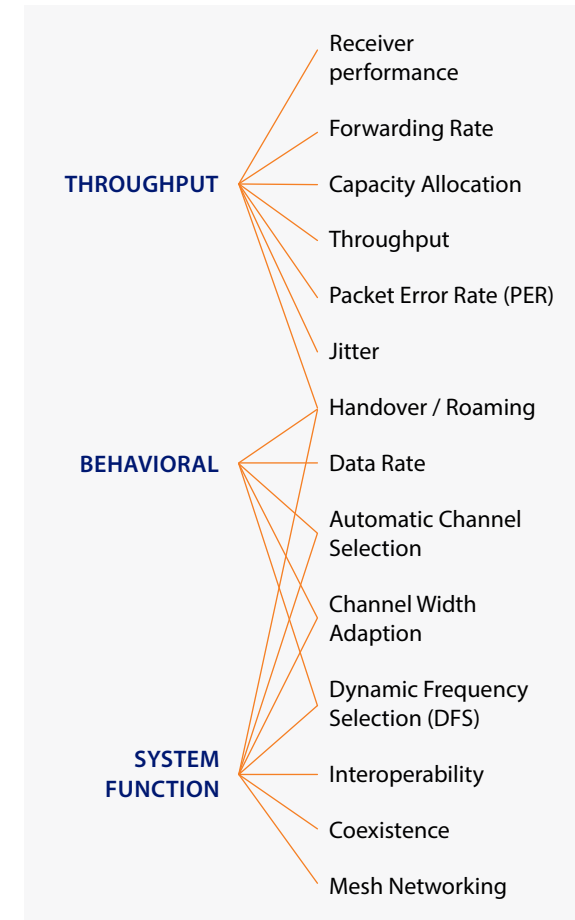 Receiver
performance
Forwarding Rate
THROUGHPUT
Capacity Allocation
Throughput
Packet Error Rate (PER)
Jitter
Handover / Roaming
BEHAVIORAL
Data Rate
Automatic Channel
Selection
Channel Width
Adaption
Dynamic Frequency
Selection (DFS)
SYSTEM
FUNCTION
Interoperability
Coexistence
Mesh Networking